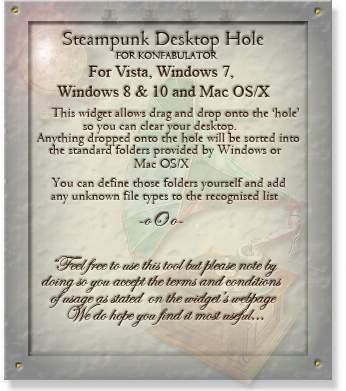 Steampunk Desktop Hole
FOR KONFABULATOR
For Vista, Windows 7,
Windows 8 & 10 and Mac OS/X
This widget allows drag and drop onto the 'hole'
so you can clear your desktop.
Anything dropped onto the hole will be sorted into
the standard folders provided by Windows or
Mac OS/X
You can define those folders yourself and add
any unknown file types to the recognised list
-oOo-
"Feel free to use this tool but please note by
doing so you accept the terms and conditions
of usage as stated on the widget's webpage
We do hope you find it most useful...